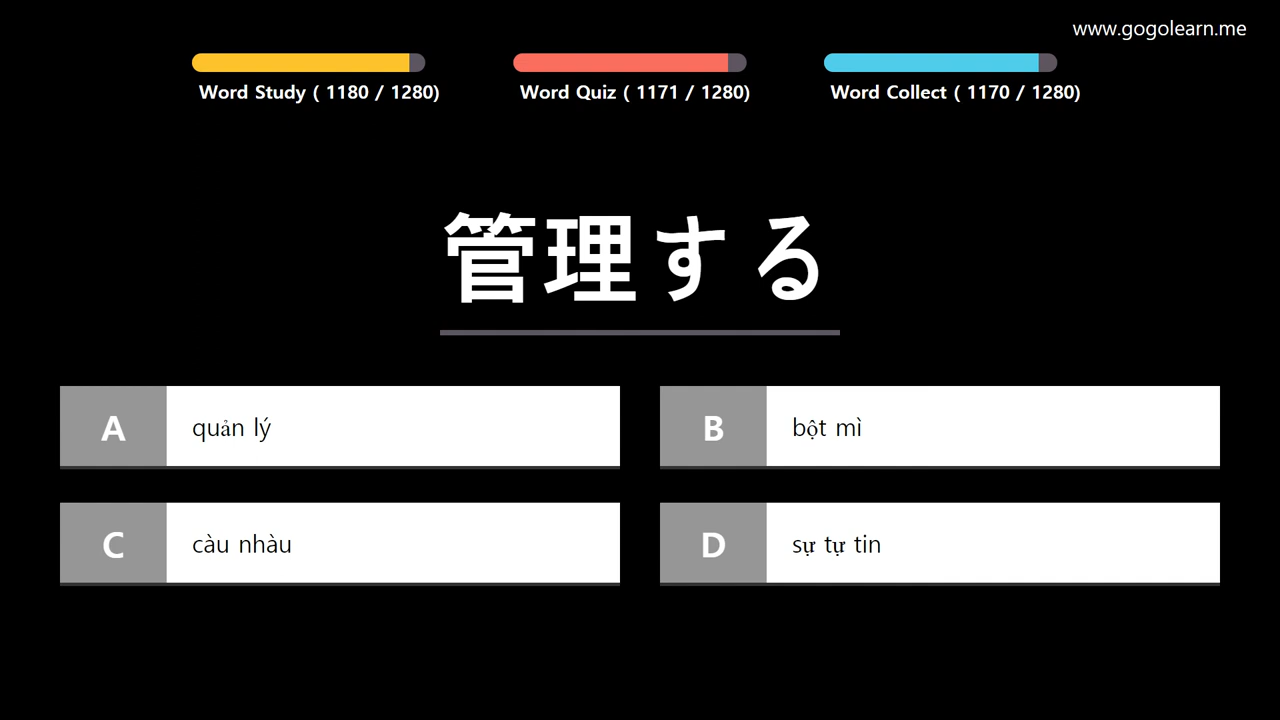 www.gogolearn.me
Word Study ( 1180 / 1280)
Word Quiz ( 1171 / 1280)
Word Collect ( 1170 / 1280)
管理する
A quản lý
B bột mì
C càu nhàu
D sự tự tin